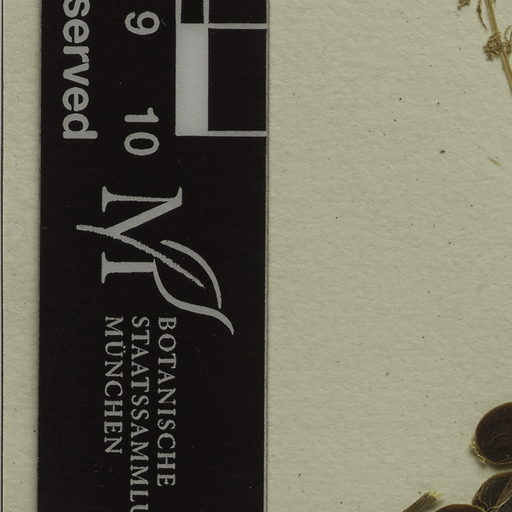 served
9 10
BOTANISCHE
STAATSSAMMLU
MÜNCHEN